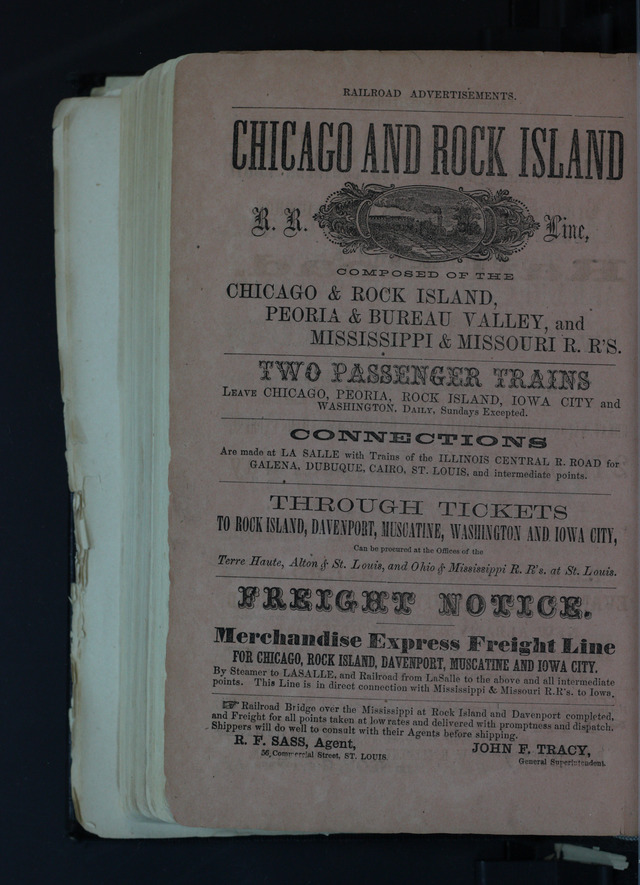 RAILROAD ADVERTISEMENTS.
CHICAGO AND ROCK ISLAND
R. R. Line,
COMPOSED OF THE
CHICAGO & ROCK ISLAND,
PEORIA & BUREAU VALLEY, and
MISSISSIPPI & MISSOURI R. R'S.
TWO PASSENGER TRAINS
LEAVE CHICAGO, PEORIA, ROCK ISLAND, IOWA CITY and
WASHINGTON, DAILY, Sundays Excepted.
CONNECTIONS
Are made at LA SALLE with Trains of the ILLINOIS CENTRAL R. ROAD for
GALENA, DUBUQUE, CAIRO, ST. LOUIS, and intermediate points.
THROUGH TICKETS
TO ROCK ISLAND, DAVENPORT, MUSCATINE, WASHINGTON AND IOWA CITY,
Can be procured at the Offices of the
Terre Haute, Alton & St. Louis, and Ohio & Mississippi R. R's. at St. Louis.
FREIGHT NOTICE.
Merchandise Express Freight Line
FOR CHICAGO, ROCK ISLAND, DAVENPORT, MUSCATINE AND IOWA CITY.
By Steamer to LASALLE, and Railroad from LaSalle to the above and all intermediate
points. This Line is in direct connection with Mississippi & Missouri R.R's. to Iowa.
☞ Railroad Bridge over the Mississippi at Rock Island and Davenport completed,
and Freight for all points taken at low rates and delivered with promptness and dispatch.
Shippers will do well to consult with their Agents before shipping.
R. F. SASS, Agent,
56, Commercial Street, ST. LOUIS.
JOHN F. TRACY,
General Superintendent.